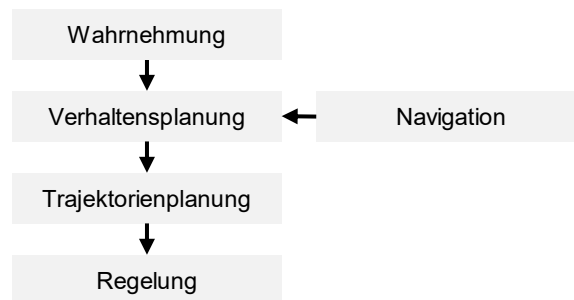 Wahrnehmung
Verhaltensplanung
Navigation
Trajektorienplanung
Regelung